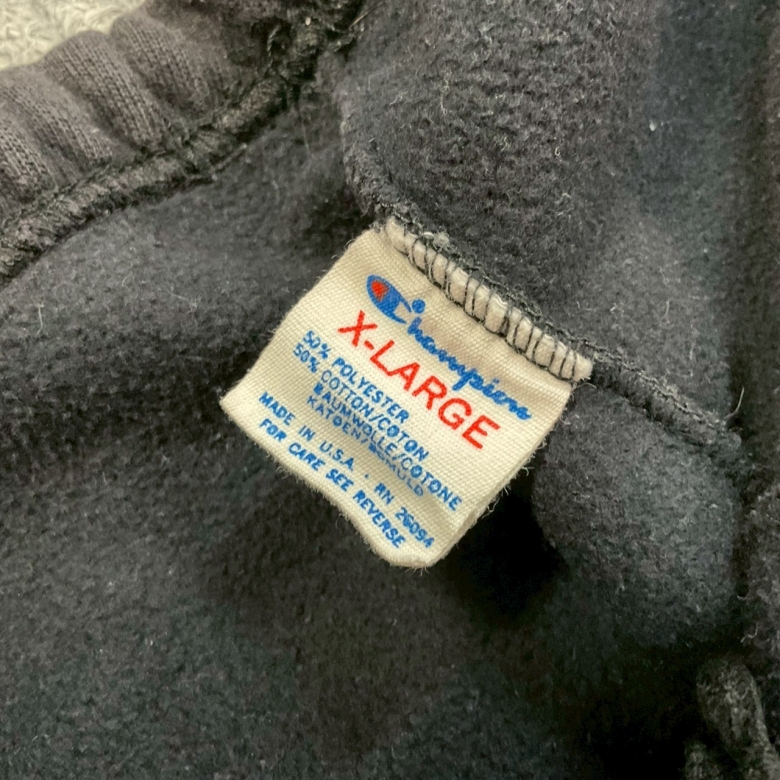 Champion
X-LARGE
50% POLYESTER
50% COTTON/COTON
BAUMWOLLE/COTONE
KATOEN/BOMULD
MADE IN U.S.A. · RN 26094
FOR CARE SEE REVERSE